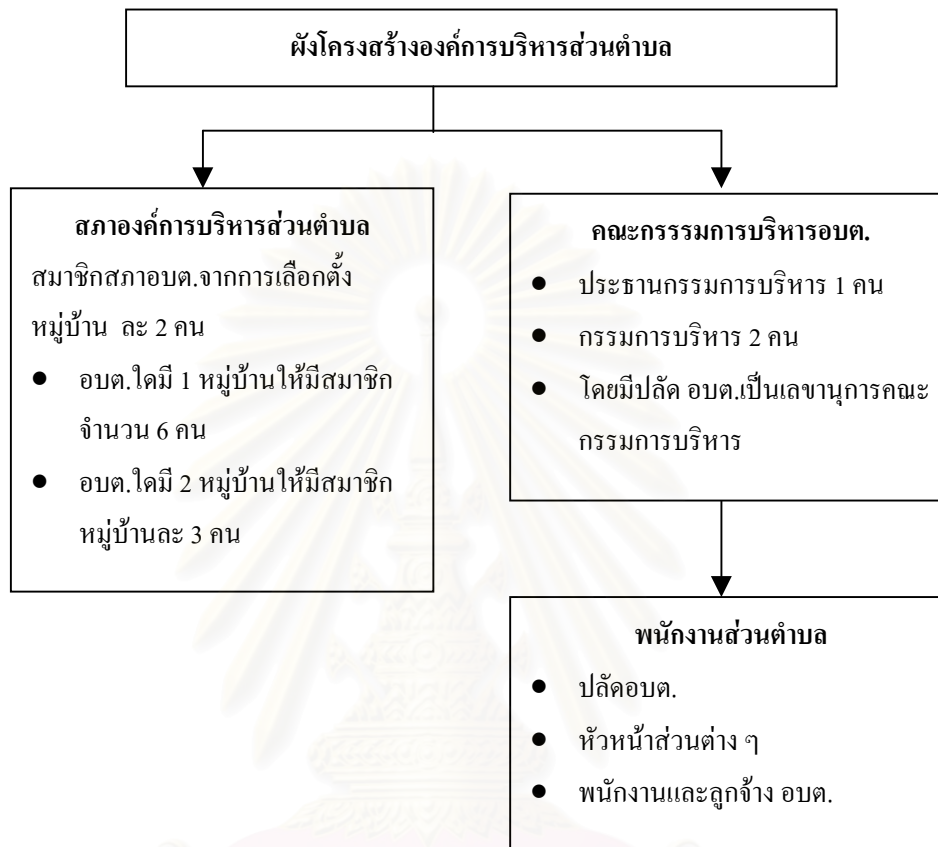 ผังโครงสร้างองค์การบริหารส่วนตำบล
สภาองค์การบริหารส่วนตำบล
สมาชิกสภาอบต.จากการเลือกตั้ง
หมู่บ้าน ละ 2 คน
● อบต.ใดมี 1 หมู่บ้านให้มีสมาชิก
จำนวน 6 คน
● อบต.ใดมี 2 หมู่บ้านให้มีสมาชิก
หมู่บ้านละ 3 คน
คณะกรรรมการบริหารอบต.
● ประธานกรรมการบริหาร 1 คน
● กรรมการบริหาร 2 คน
● โดยมีปลัด อบต.เป็นเลขานุการคณะ
กรรมการบริหาร
พนักงานส่วนตำบล
● ปลัดอบต.
● หัวหน้าส่วนต่าง ๆ
● พนักงานและลูกจ้าง อบต.